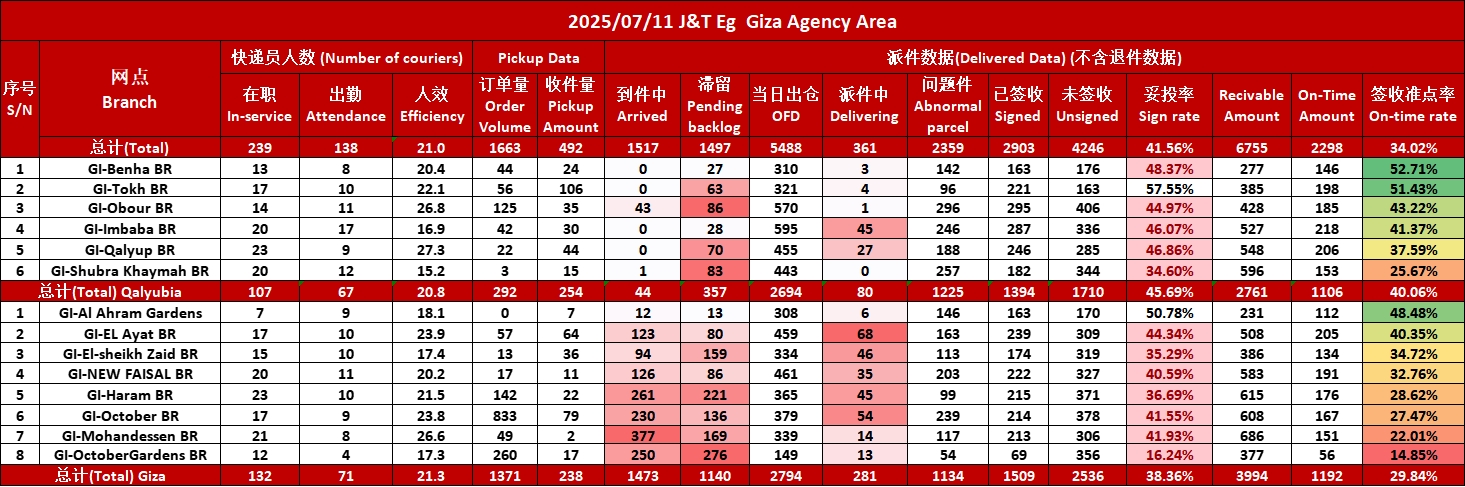 2025/07/11 J&T Eg  Giza Agency Area
序号 S/N | 网点 Branch | 快递员人数 (Number of couriers) | Pickup Data | 派件数据(Delivered Data) (不含退件数据)
在职 In-service | 出勤 Attendance | 人效 Efficiency | 订单量 Order Volume | 收件量 Pickup Amount | 到件中 Arrived | 滞留 Pending backlog | 当日出仓 OFD | 派件中 Delivering | 问题件 Abnormal parcel | 已签收 Signed | 未签收 Unsigned | 妥投率 Sign rate | Recivable Amount | On-Time Amount | 签收准点率 On-time rate
总计(Total) 239 138 21.0 1663 492 1517 1497 5488 361 2359 2903 4246 41.56% 6755 2298 34.02%
1 GI-Benha BR 13 8 20.4 44 24 0 27 310 3 142 163 176 48.37% 277 146 52.71%
2 GI-Tokh BR 17 10 22.1 56 106 0 63 321 4 96 221 163 57.55% 385 198 51.43%
3 GI-Obour BR 14 11 26.8 125 35 43 86 570 1 296 295 406 44.97% 428 185 43.22%
4 GI-Imbaba BR 20 17 16.9 42 30 0 28 595 45 246 287 336 46.07% 527 218 41.37%
5 GI-Qalyup BR 23 9 27.3 22 44 0 70 455 27 188 246 285 46.86% 548 206 37.59%
6 GI-Shubra Khaymah BR 20 12 15.2 3 15 1 83 443 0 257 182 344 34.60% 596 153 25.67%
总计(Total) Qalyubia 107 67 20.8 292 254 44 357 2694 80 1225 1394 1710 45.69% 2761 1106 40.06%
1 GI-Al Ahram Gardens 7 9 18.1 0 7 12 13 308 6 146 163 170 50.78% 231 112 48.48%
2 GI-EL Ayat BR 17 10 23.9 57 64 123 80 459 68 163 239 309 44.34% 508 205 40.35%
3 GI-El-sheikh Zaid BR 15 10 17.4 13 36 94 159 334 46 113 174 319 35.29% 386 134 34.72%
4 GI-NEW FAISAL BR 20 11 20.2 17 11 126 86 461 35 203 222 327 40.59% 583 191 32.76%
5 GI-Haram BR 23 10 21.5 142 22 261 221 365 45 99 215 371 36.69% 615 176 28.62%
6 GI-October BR 17 9 23.8 833 79 230 136 379 54 239 214 378 41.55% 608 167 27.47%
7 GI-Mohandessen BR 21 8 26.6 49 2 377 169 339 14 117 213 306 41.93% 686 151 22.01%
8 GI-OctoberGardens BR 12 4 17.3 260 17 250 276 149 13 54 69 356 16.24% 377 56 14.85%
总计(Total) Giza 132 71 21.3 1371 238 1473 1140 2794 281 1134 1509 2536 38.36% 3994 1192 29.84%